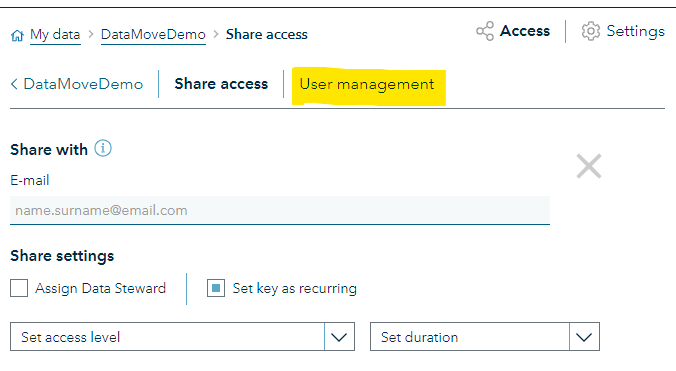 My data > DataMoveDemo > Share access Access Settings
< DataMoveDemo Share access User management
Share with
E-mail
name.surname@email.com
Share settings
Assign Data Steward Set key as recurring
Set access level Set duration